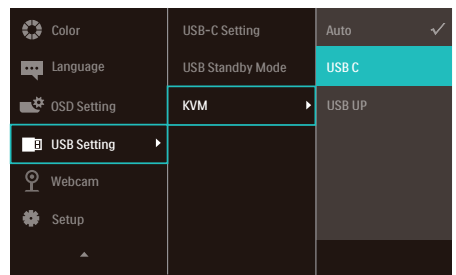 Color
Language
OSD Setting
USB Setting
Webcam
Setup
USB-C Setting
USB Standby Mode
KVM
Auto
USB C
USB UP